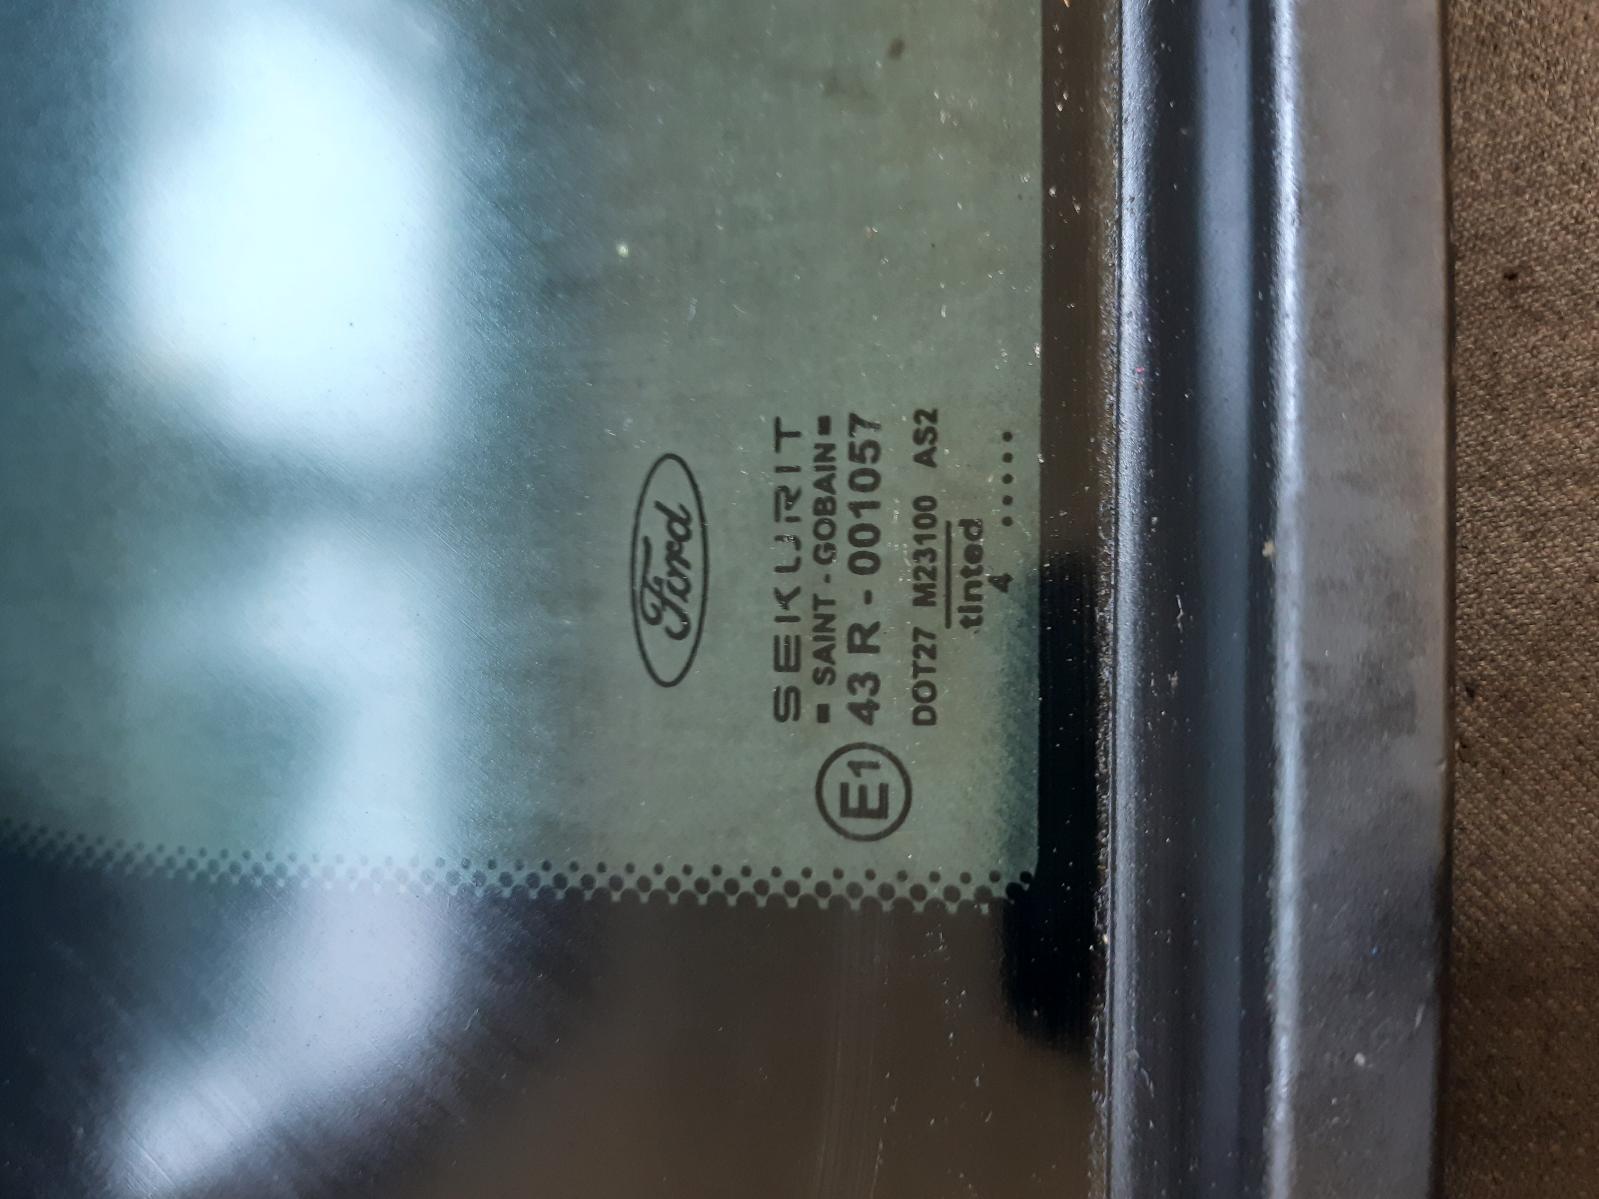 Ford
SEKURIT
▪ SAINT-GOBAIN ▪
E1 43 R - 001057
DOT27 M23100 AS2
tinted
4 .....